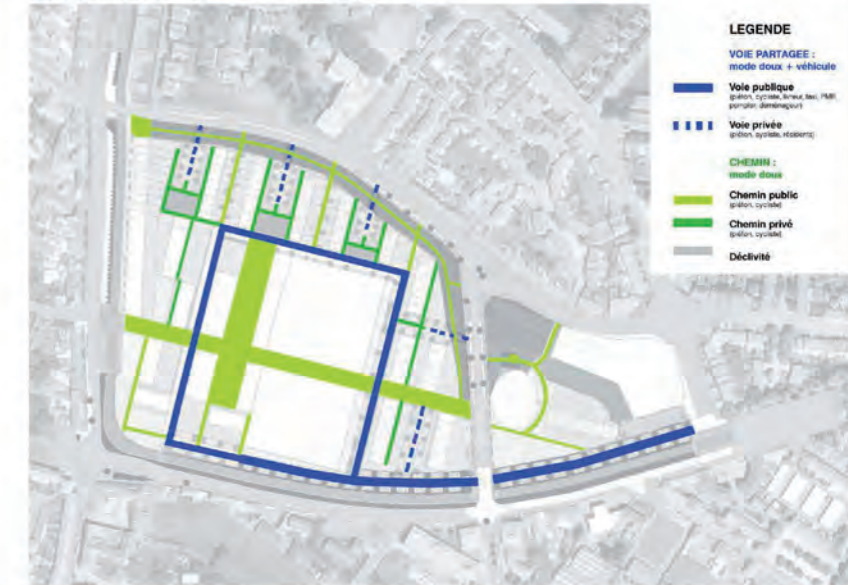 LEGENDE
VOIE PARTAGEE :
mode doux + véhicule
Voie publique
(piéton, cycliste, livreur, taxi, PMR,
pompier, déménageur)
Voie privée
(piéton, cycliste, résidents)
CHEMIN :
mode doux
Chemin public
(piéton, cycliste)
Chemin privé
(piéton, cycliste)
Déclivité